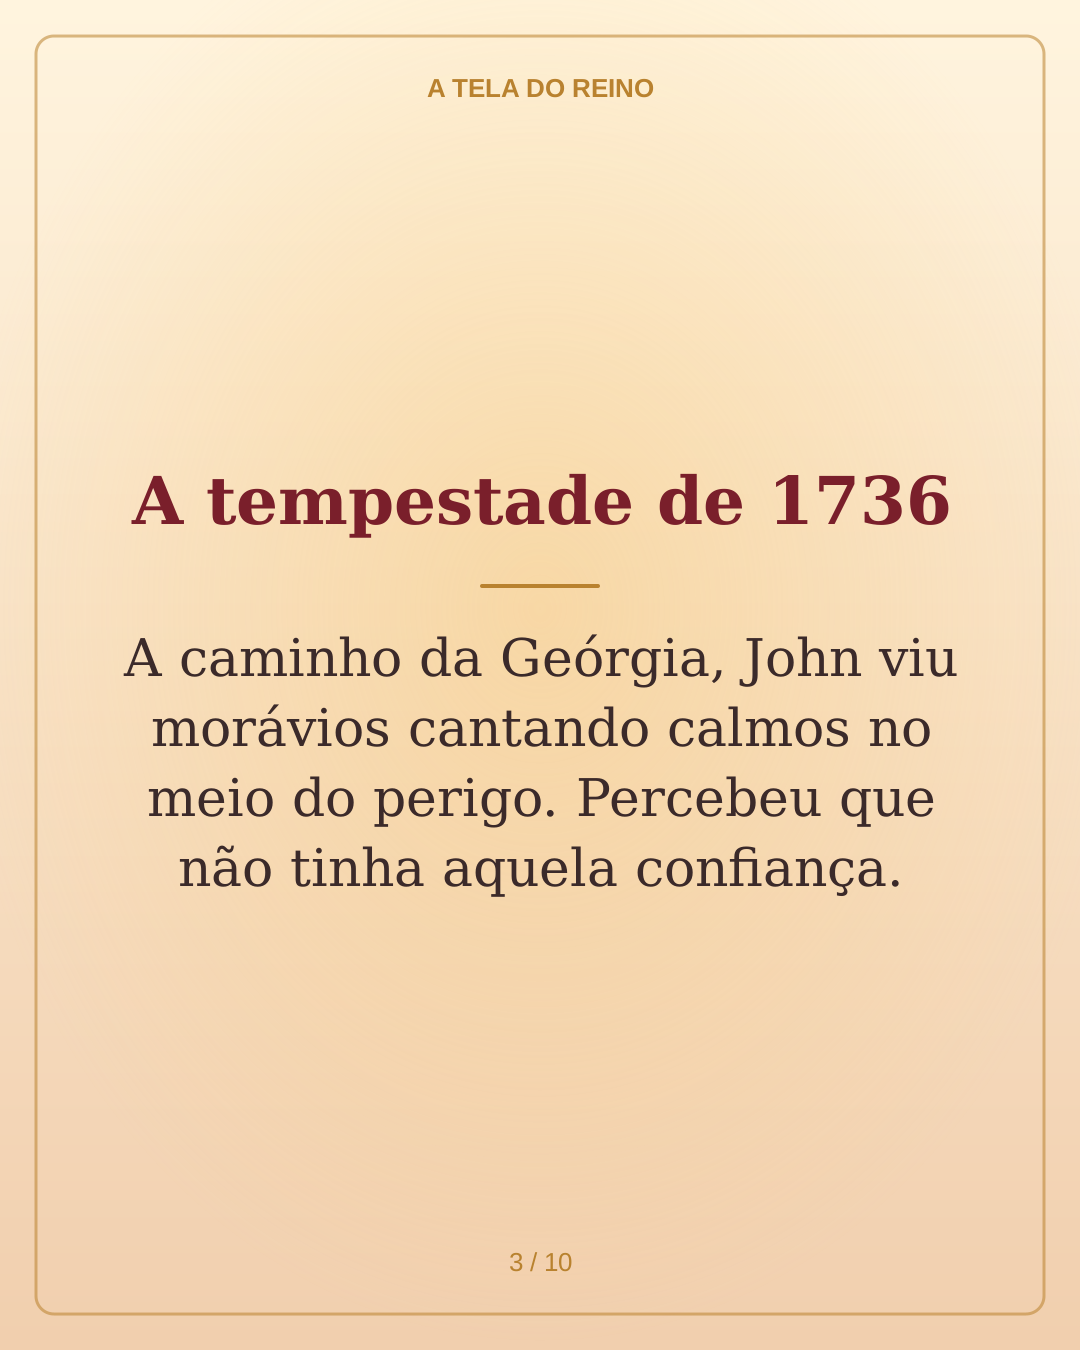 A TELA DO REINO
A tempestade de 1736
A caminho da Geórgia, John viu
morávios cantando calmos no
meio do perigo. Percebeu que
não tinha aquela confiança.
3 / 10